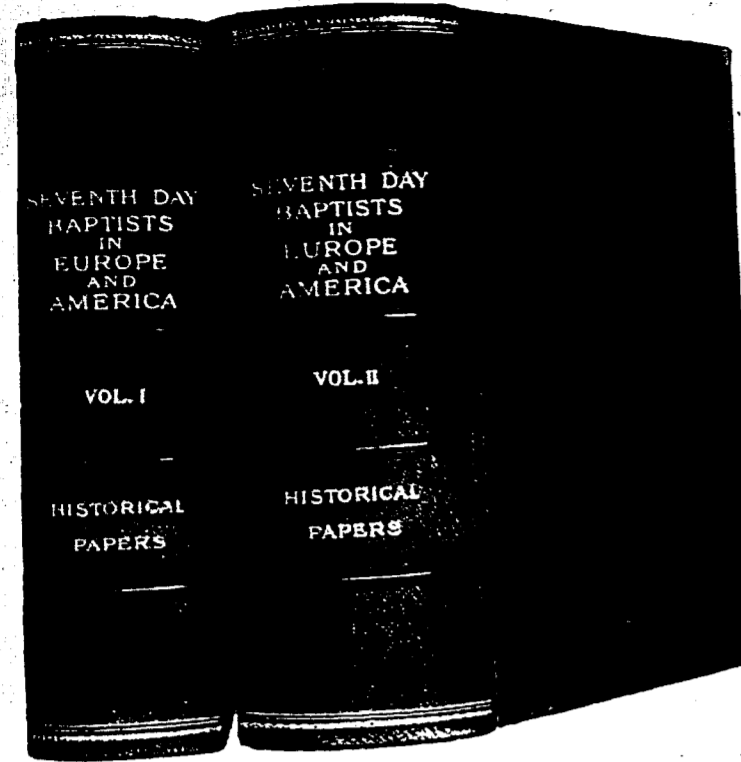 SEVENTH DAY
BAPTISTS
IN
EUROPE
AND
AMERICA
VOL. I
HISTORICAL
PAPERS
SEVENTH DAY
BAPTISTS
IN
EUROPE
AND
AMERICA
VOL. II
HISTORICAL
PAPERS